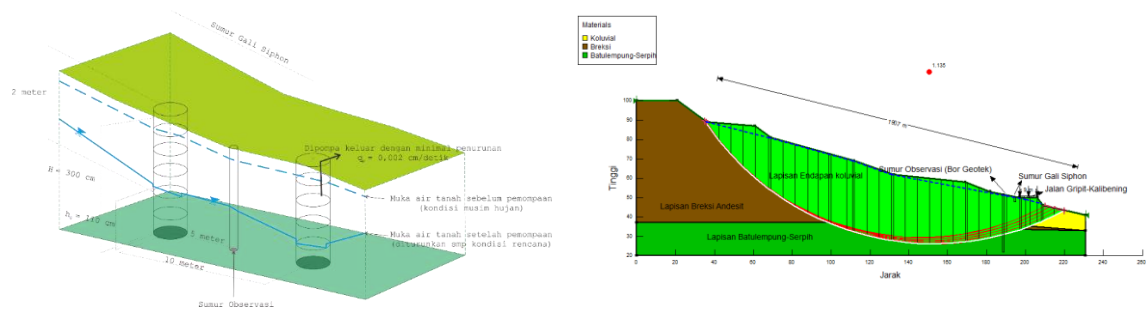 Sumur Gali Siphon
2 meter
Dipompa keluar dengan minimal penurunan
q = 0,002 cm/detik
H = 300 cm
h = 110 cm
5 meter
10 meter
Muka air tanah sebelum pemompaan
(kondisi musim hujan)
Muka air tanah setelah pemompaan
(diturunkan smp kondisi rencana)
Sumur Observasi
Materials
Koluvial
Breksi
Batulempung-Serpih
1.135
Tinggi
100
90
80
70
60
50
40
30
20
Sumur Observasi (Bor Geotek)
Sumur Gali Siphon
Jalan Gripit-Kalibening
Lapisan Endapan koluvial
Lapisan Breksi Andesit
Lapisan Batulempung-Serpih
0 20 40 60 80 100 120 140 160 180 200 220 240 260
Jarak